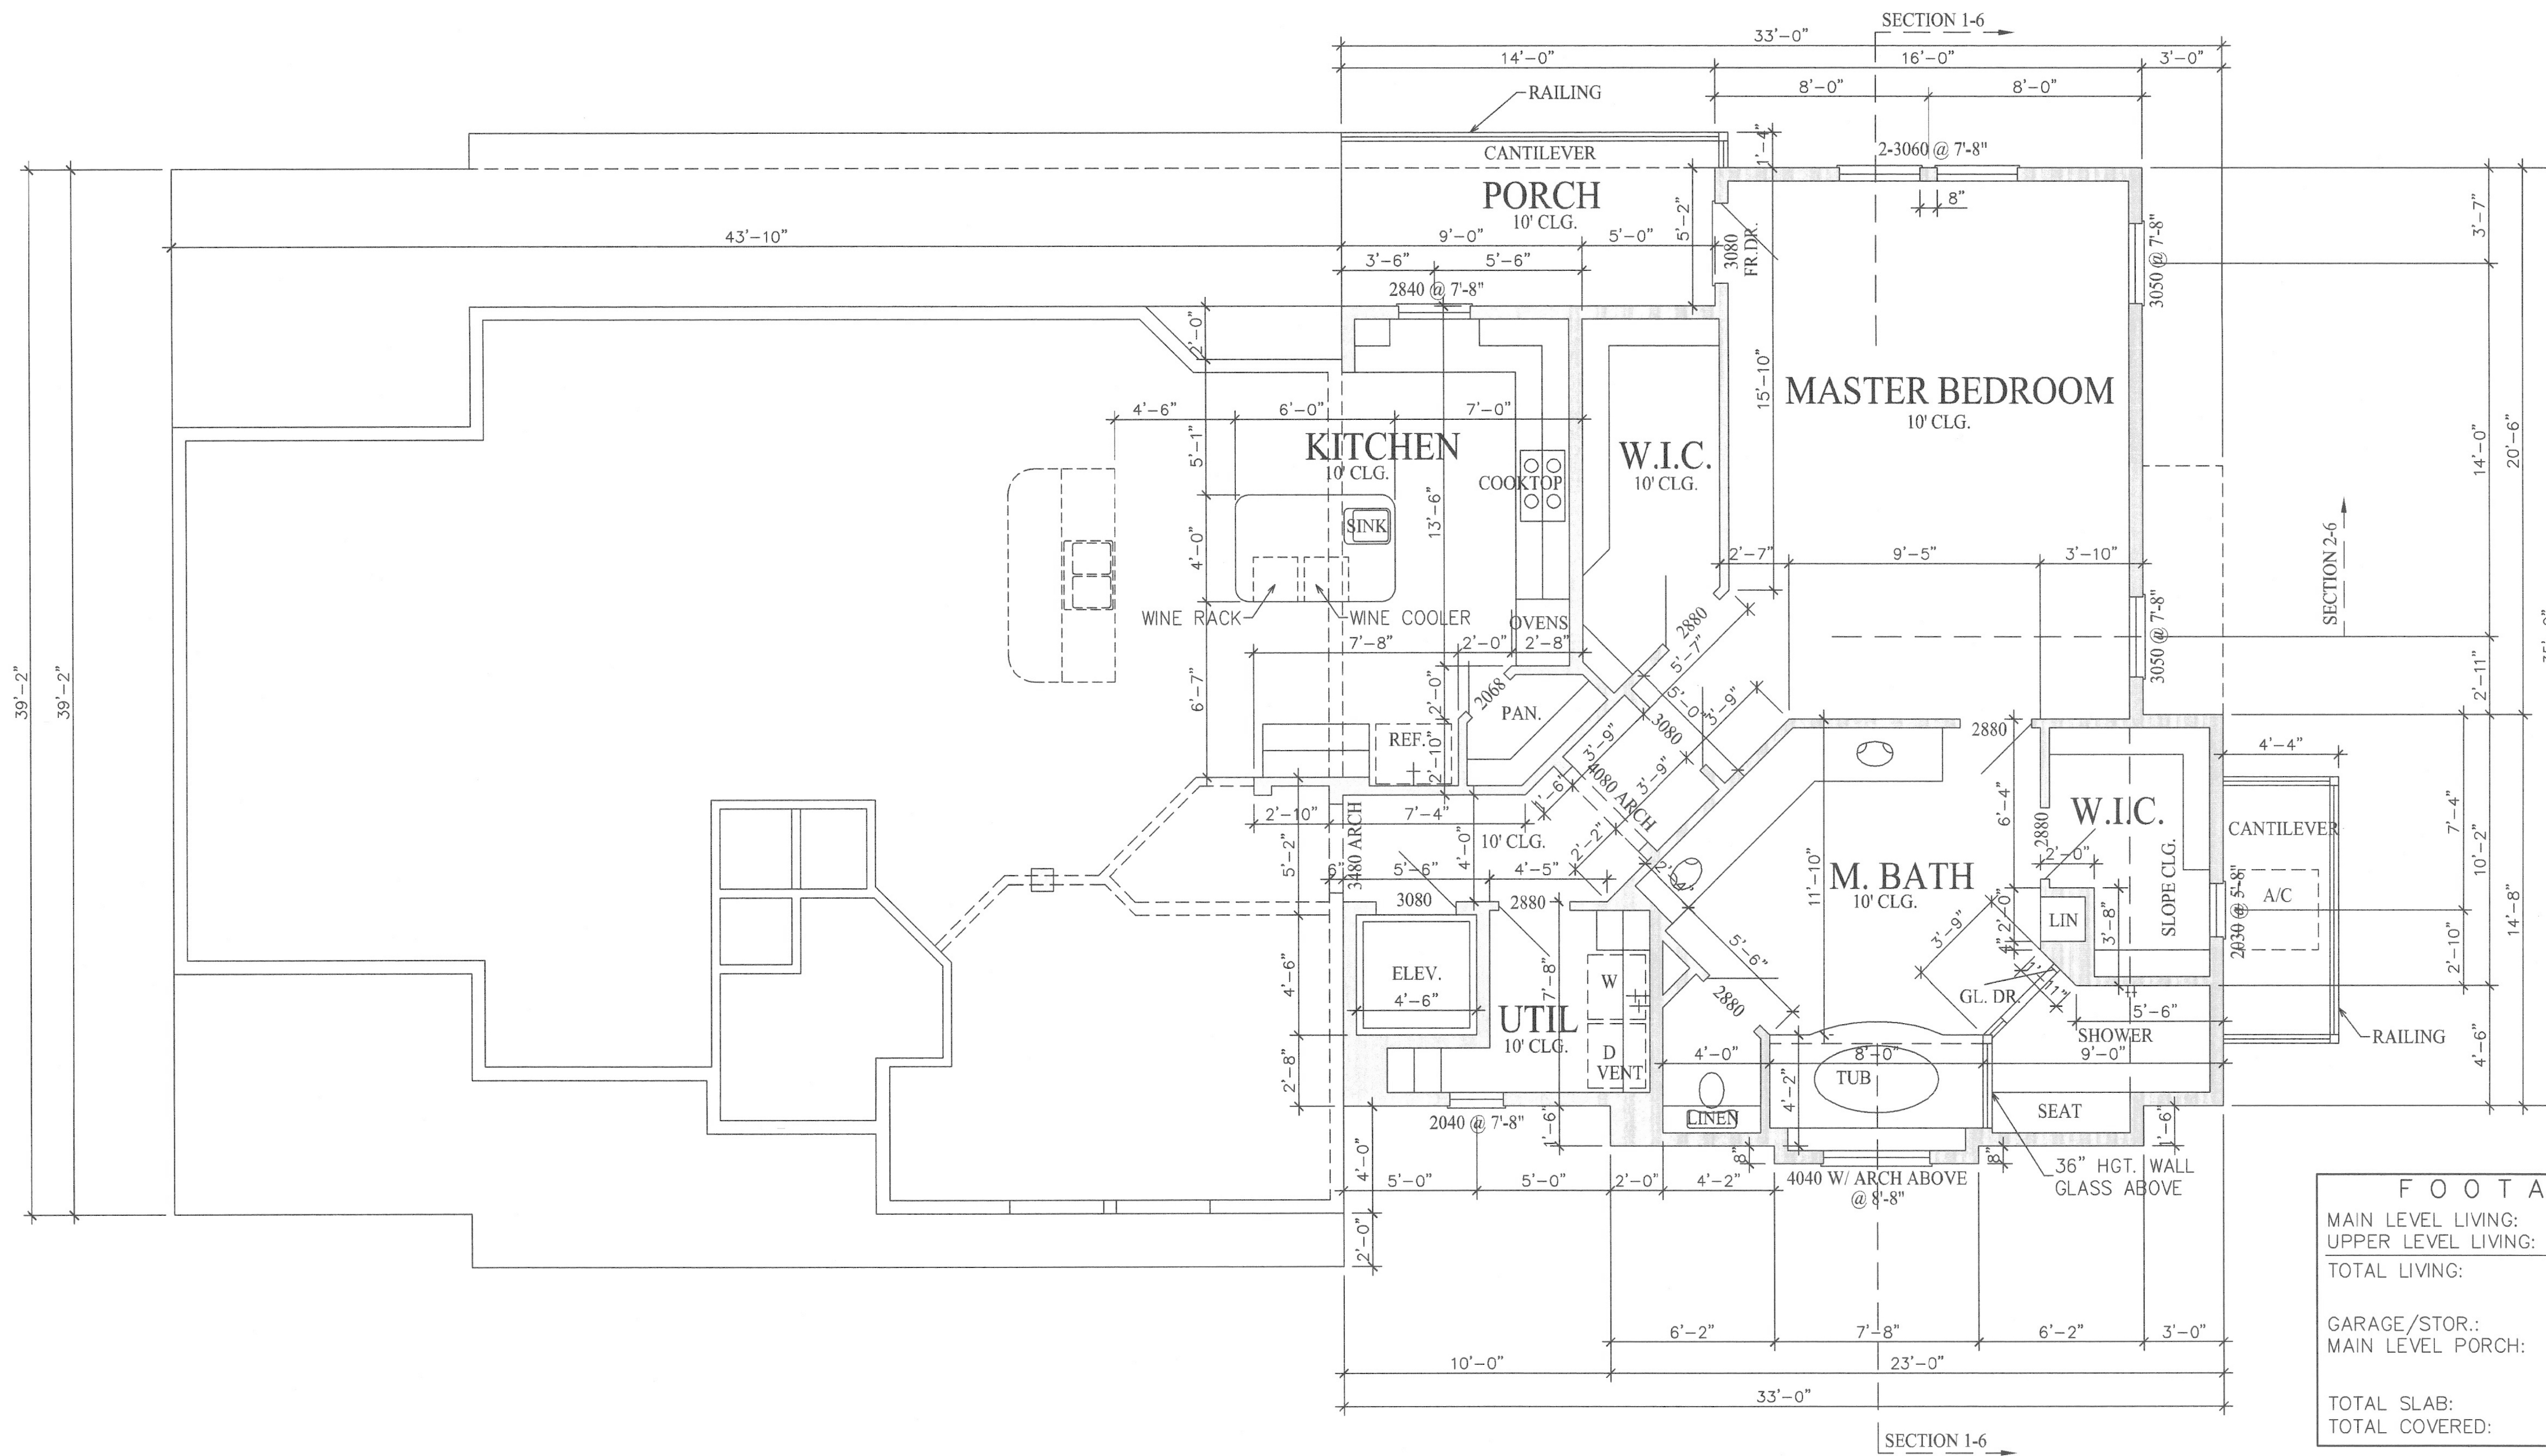 SECTION 1-6
33'-0"
14'-0"
16'-0"
3'-0"
8'-0"
8'-0"
RAILING
1'-4"
CANTILEVER
2-3060 @ 7'-8"
PORCH
10' CLG.
5'-2"
8"
3'-7"
43'-10"
9'-0"
5'-0"
3080
FR.DR.
3050 @ 7'-8"
3'-6"
5'-6"
2840 @ 7'-8"
2'-0"
15'-10"
MASTER BEDROOM
10' CLG.
4'-6"
6'-0"
7'-0"
5'-1"
KITCHEN
10' CLG.
W.I.C.
10' CLG.
COOKTOP
14'-0"
20'-6"
13'-6"
SINK
4'-0"
2'-7"
9'-5"
3'-10"
SECTION 2-6
WINE RACK
WINE COOLER
OVENS
2880
3050 @ 7'-8"
7'-8"
2'-0"
2'-8"
5'-7"
39'-2"
39'-2"
6'-7"
2'-0"
2068
5'-0"
3'-9"
2'-11"
PAN.
3080
REF.
2'-10"
3'-9"
3'-9"
2880
4'-4"
4080 ARCH
1'-6"
2'-10"
7'-4"
3480 ARCH
4'-0"
10' CLG.
2'-2"
6'-4"
W.I.C.
2880
2'-0"
CANTILEVER
7'-4"
10'-2"
5'-2"
6"
5'-6"
4'-5"
2'-4"
11'-10"
M. BATH
10' CLG.
3080
2880
SLOPE CLG.
2030 @ 5'-8"
A/C
14'-8"
LIN
3'-8"
2'-0"
4"
3'-9"
5'-6"
2'-10"
4'-6"
ELEV.
4'-6"
7'-8"
W
2880
1'-11"
GL. DR.
5'-6"
UTIL
10' CLG.
SHOWER
RAILING
D
VENT
4'-0"
8'-0"
9'-0"
4'-6"
2'-8"
TUB
4'-2"
LINEN
SEAT
2040 @ 7'-8"
1'-6"
1'-6"
8"
8"
4'-0"
36" HGT. WALL
GLASS ABOVE
4040 W/ ARCH ABOVE
@ 8'-8"
5'-0"
5'-0"
2'-0"
4'-2"
2'-0"
FOOTA
MAIN LEVEL LIVING:
UPPER LEVEL LIVING:
TOTAL LIVING:
GARAGE/STOR.:
MAIN LEVEL PORCH:
TOTAL SLAB:
TOTAL COVERED:
6'-2"
7'-8"
6'-2"
3'-0"
10'-0"
23'-0"
33'-0"
SECTION 1-6